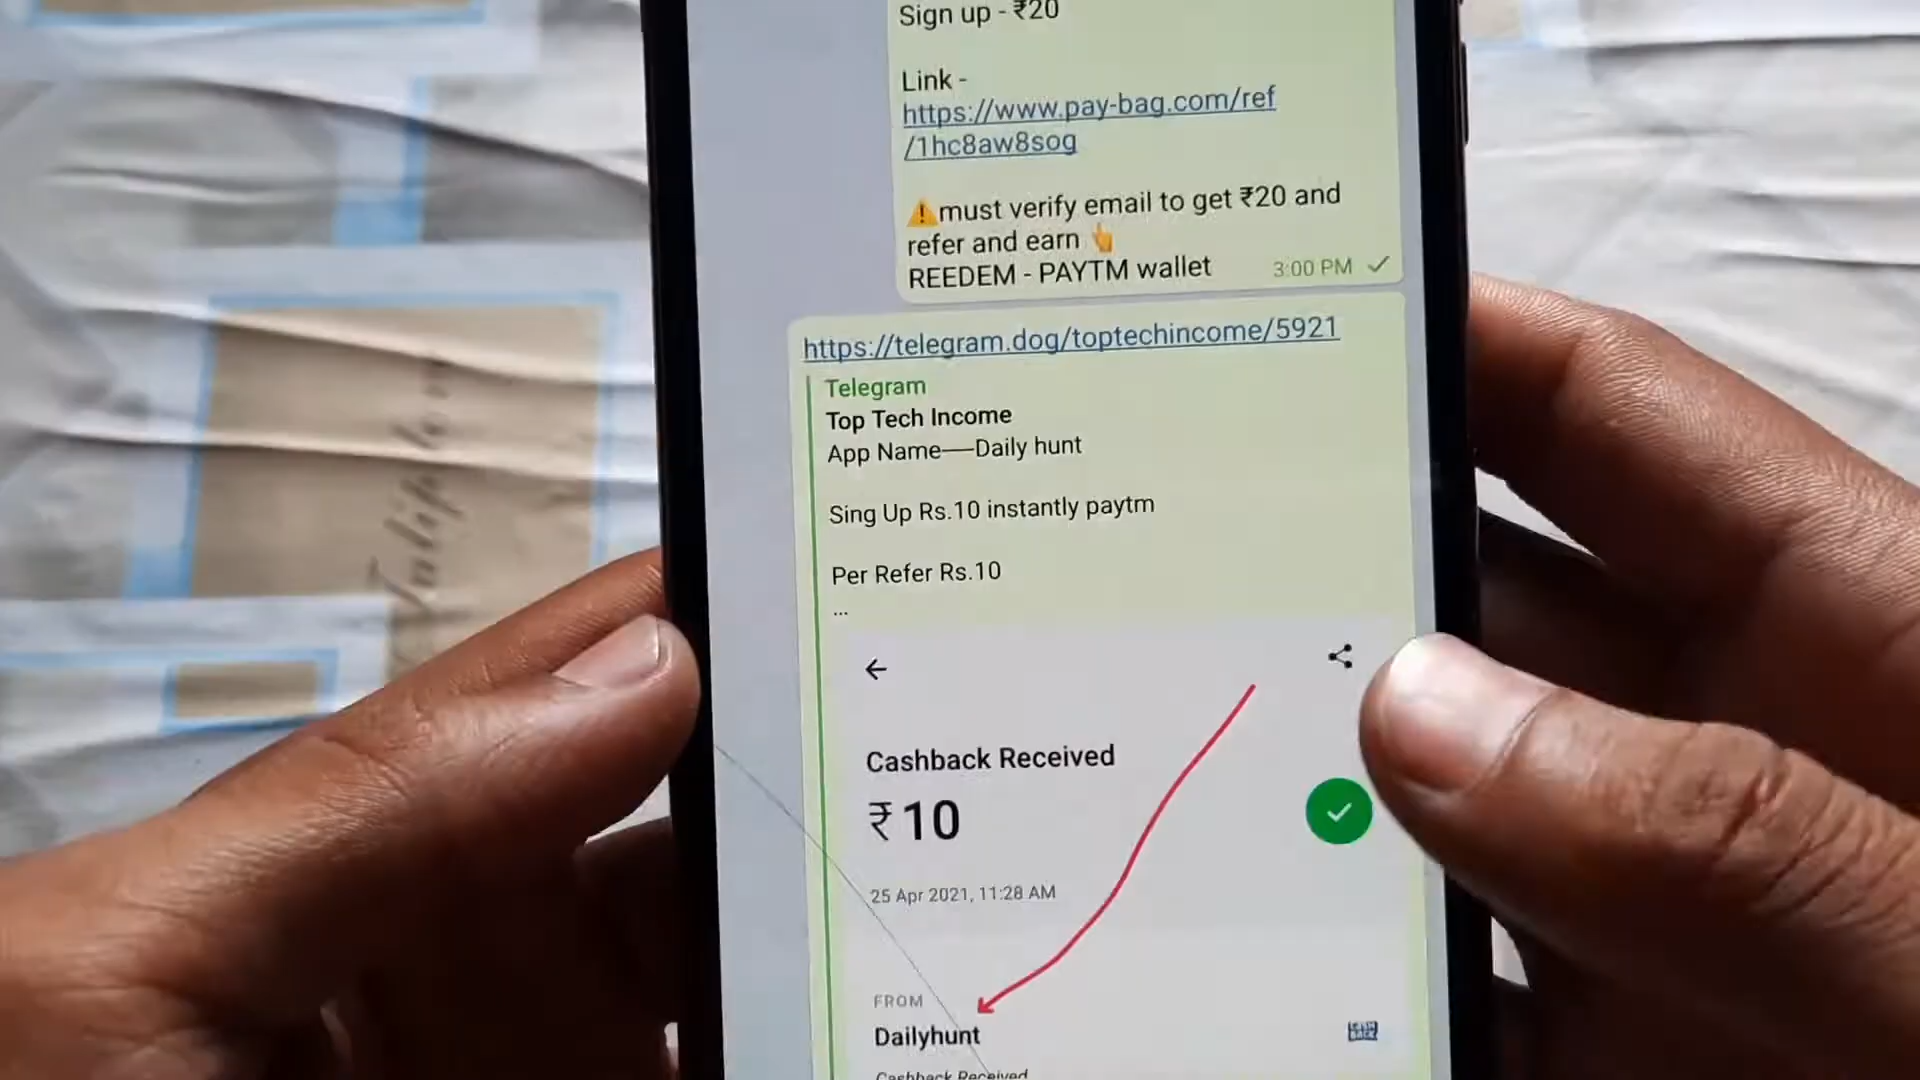 Sign up - ₹20
Link -
https://www.pay-bag.com/ref
/1hc8aw8sog
⚠️must verify email to get ₹20 and
refer and earn 👆
REEDEM - PAYTM wallet 3:00 PM ✓
https://telegram.dog/toptechincome/5921
Telegram
Top Tech Income
App Name—Daily hunt
Sing Up Rs.10 instantly paytm
Per Refer Rs.10
...
Cashback Received
₹10
25 Apr 2021, 11:28 AM
FROM
Dailyhunt
CASH
BACK
Cashback Received